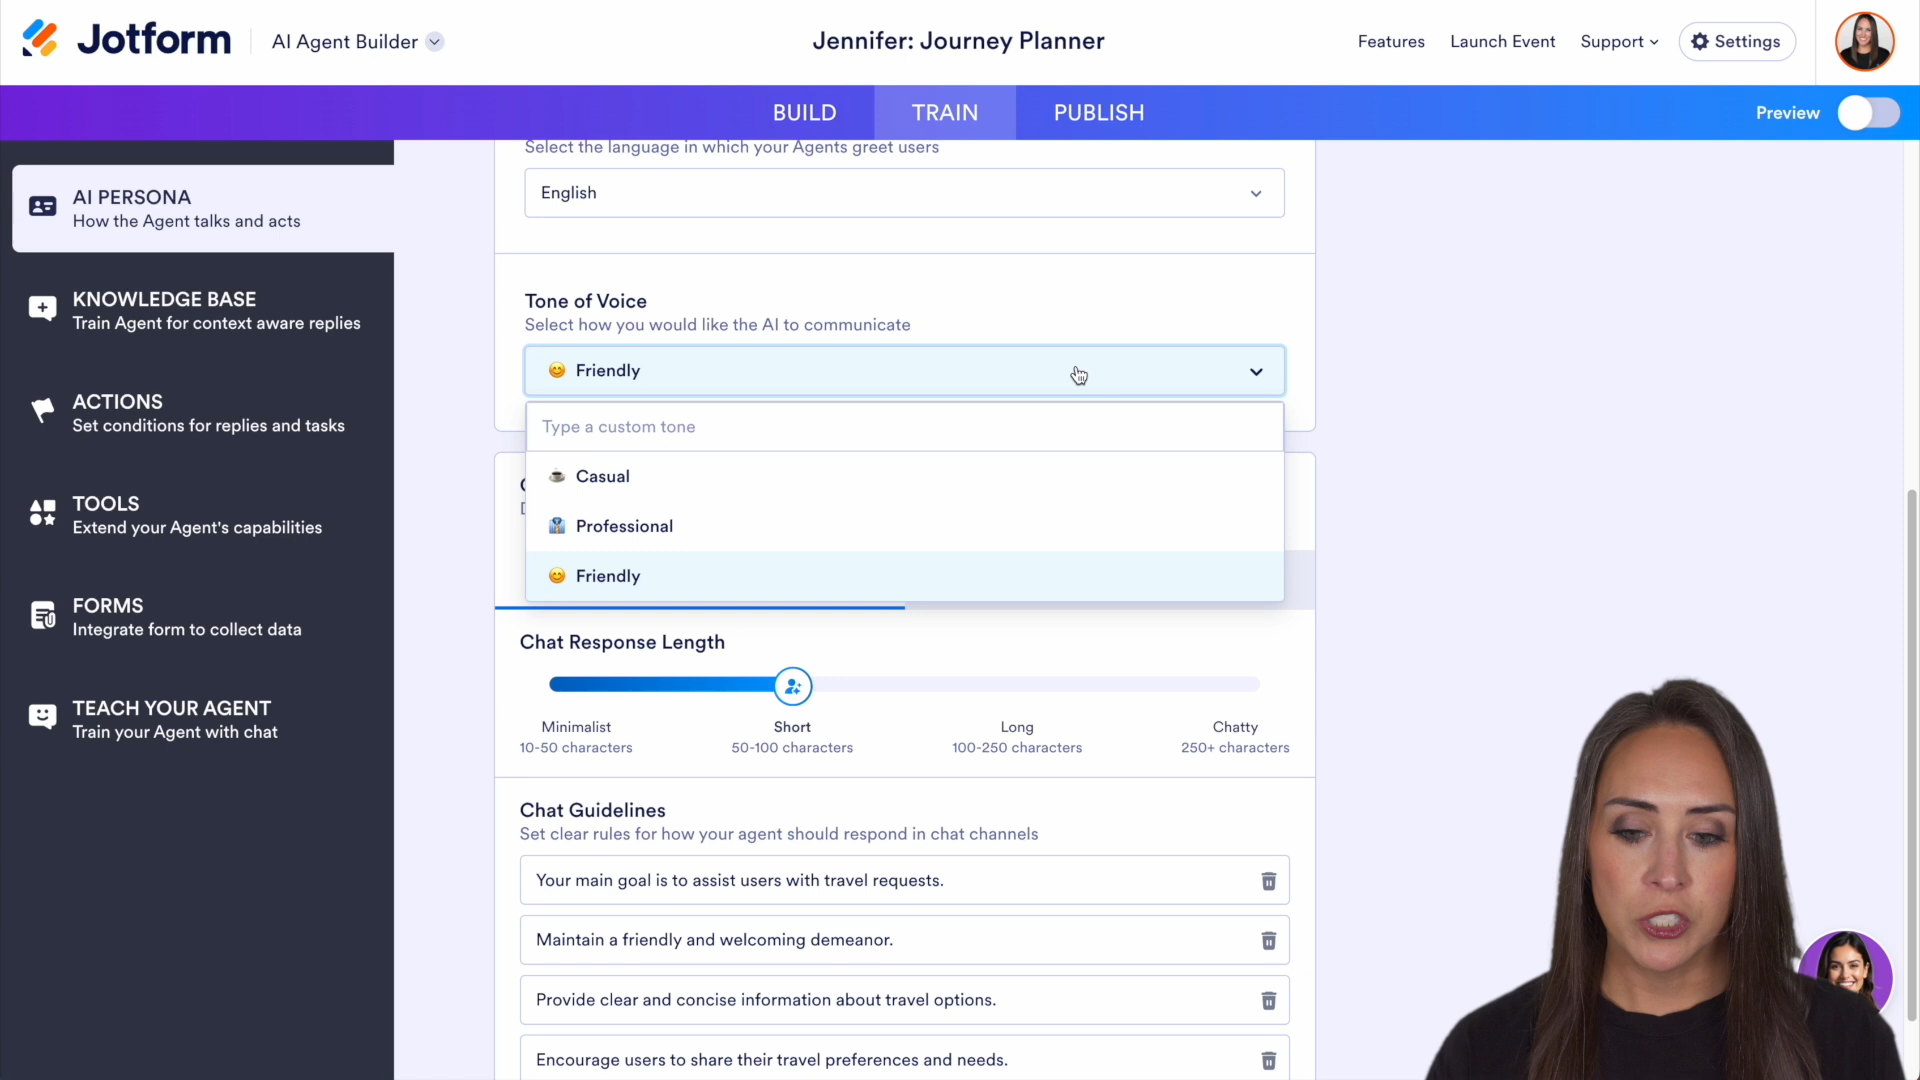 Jotform
AI Agent Builder
Jennifer: Journey Planner
Features
Launch Event
Support
Settings
BUILD
TRAIN
PUBLISH
Preview
AI PERSONA
How the Agent talks and acts
KNOWLEDGE BASE
Train Agent for context aware replies
ACTIONS
Set conditions for replies and tasks
TOOLS
Extend your Agent's capabilities
FORMS
Integrate form to collect data
TEACH YOUR AGENT
Train your Agent with chat
Select the language in which your Agents greet users
English
Tone of Voice
Select how you would like the AI to communicate
😊 Friendly
Type a custom tone
☕ Casual
👔 Professional
😊 Friendly
Chat Response Length
Minimalist
10-50 characters
Short
50-100 characters
Long
100-250 characters
Chatty
250+ characters
Chat Guidelines
Set clear rules for how your agent should respond in chat channels
Your main goal is to assist users with travel requests.
Maintain a friendly and welcoming demeanor.
Provide clear and concise information about travel options.
Encourage users to share their travel preferences and needs.